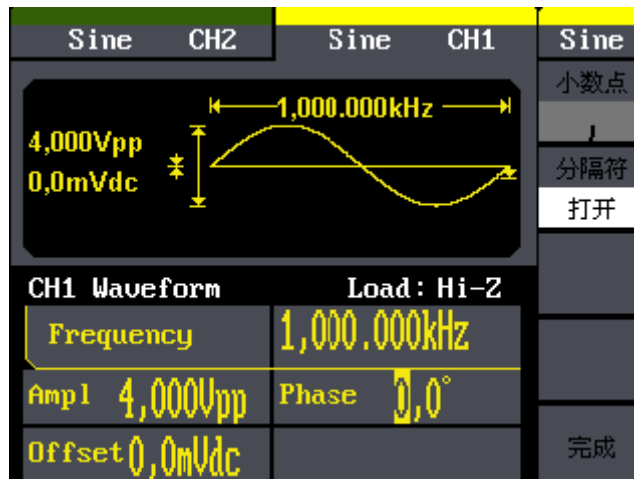 Sine CH2 Sine CH1 Sine
小数点
1,000.000kHz
,
4,000Vpp
分隔符
0,0mVdc
打开
CH1 Waveform Load: Hi-Z
Frequency 1,000.000kHz
Ampl 4,000Vpp Phase 0,0°
Offset 0,0mVdc
完成